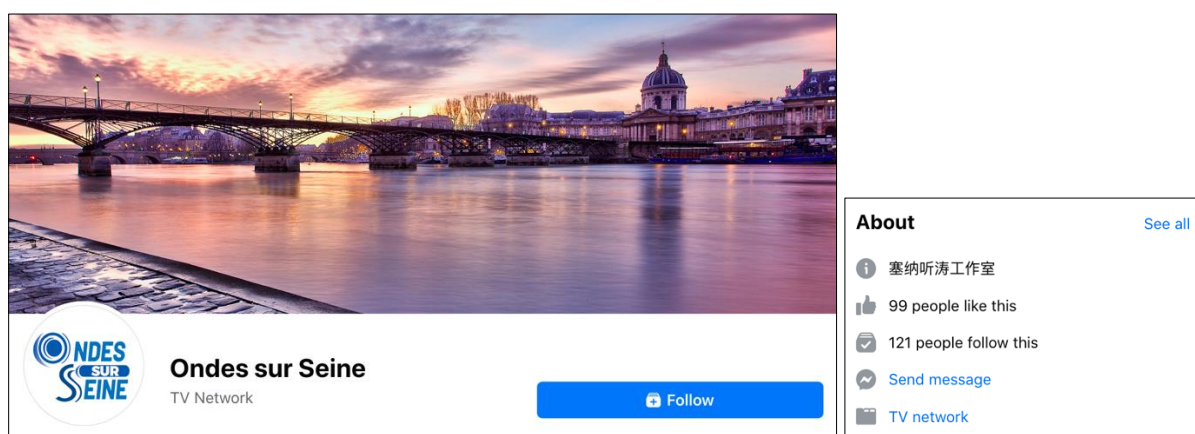 ONDES
SUR
SEINE
Ondes sur Seine
TV Network
Follow
About
See all
塞纳听涛工作室
99 people like this
121 people follow this
Send message
TV network